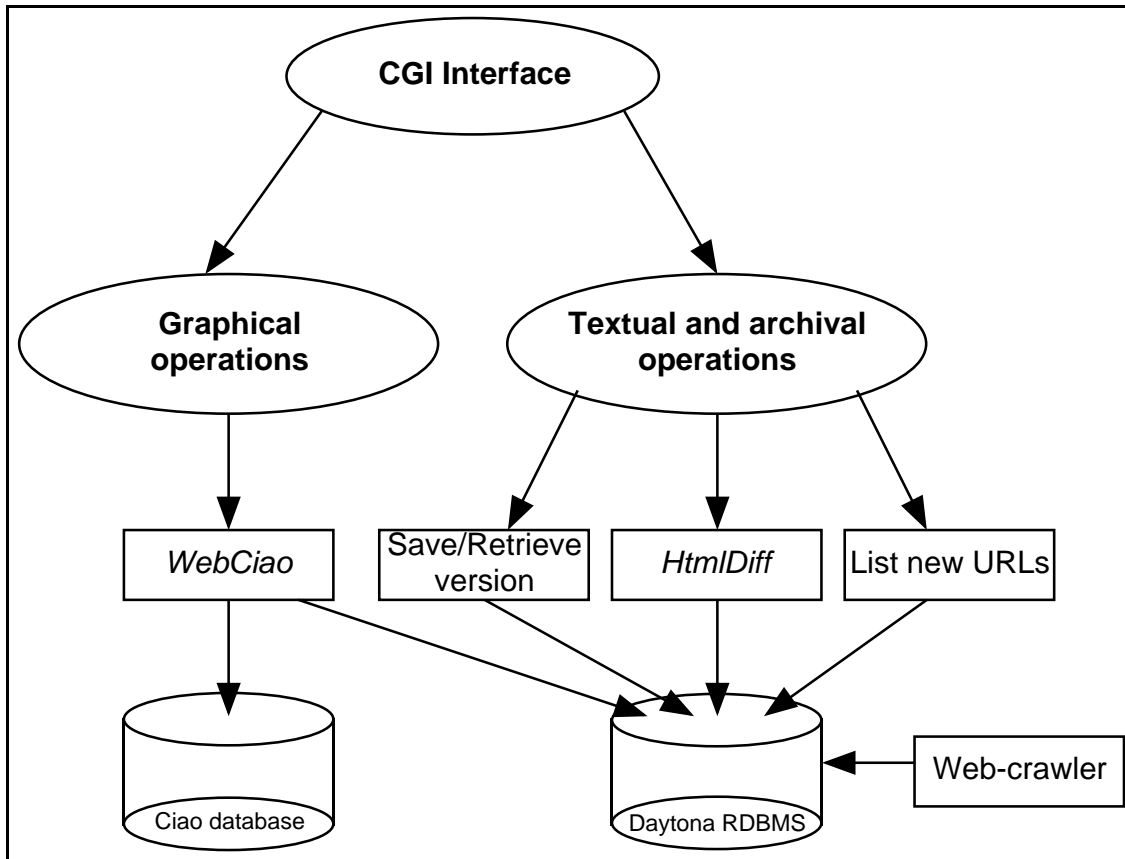 CGI Interface
Graphical
operations
Textual and archival
operations
WebCiao
Save/Retrieve
version
HtmlDiff
List new URLs
Web-crawler
Ciao database
Daytona RDBMS